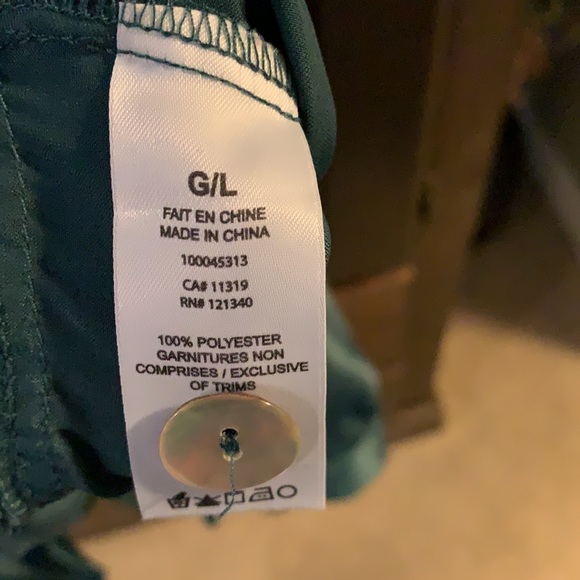 G/L
FAIT EN CHINE
MADE IN CHINA
100045313
CA# 11319
RN# 121340
100% POLYESTER
GARNITURES NON
COMPRISES / EXCLUSIVE
OF TRIMS